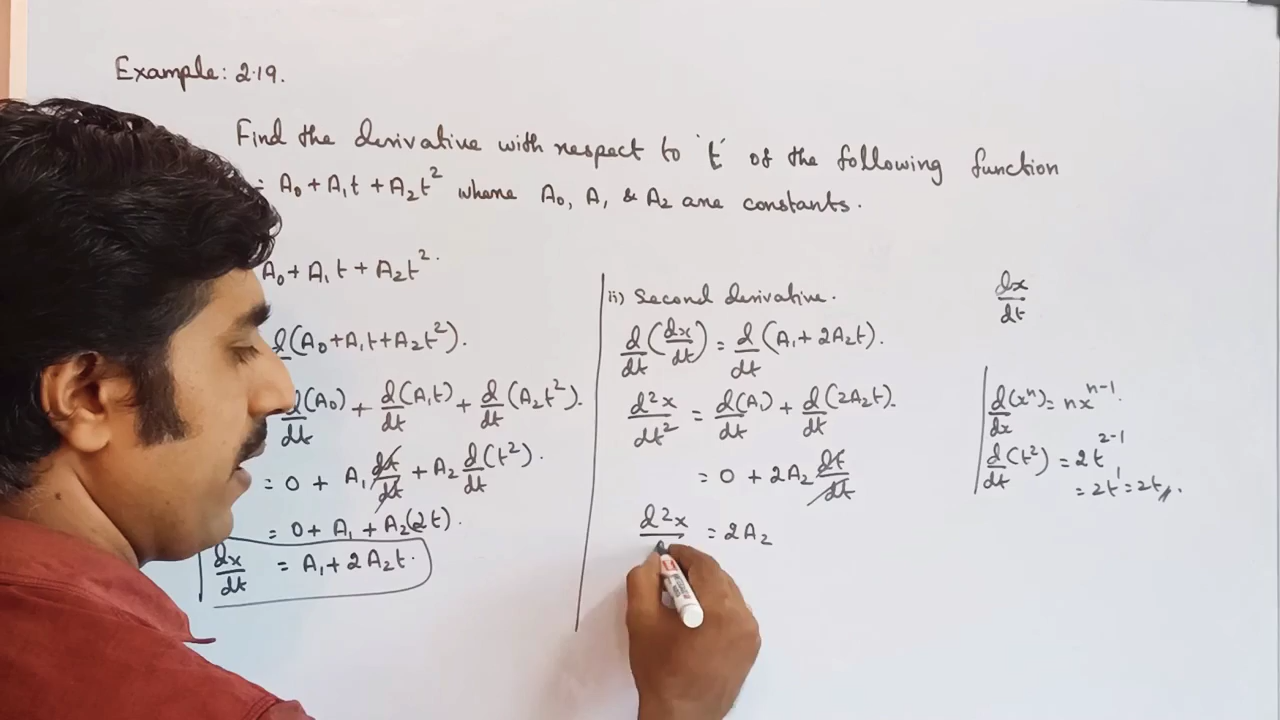 Example: 2.19.
Find the derivative with respect to 't' of the following function
= A₀ + A₁t + A₂t² where A₀, A₁ & A₂ are constants.
A₀ + A₁t + A₂t².
d(A₀+A₁t+A₂t²).
d/dt(A₀) + d/dt(A₁t) + d/dt(A₂t²).
= 0 + A₁ dt/dt + A₂ d/dt(t²).
= 0 + A₁ + A₂(2t).
dx/dt = A₁ + 2A₂t.
ii) Second derivative.
d/dt(dx/dt) = d/dt(A₁ + 2A₂t).
d²x/dt² = d/dt(A₁) + d/dt(2A₂t).
= 0 + 2A₂ dt/dt
d²x = 2A₂
dx/dt
d/dx(xⁿ) = nxⁿ⁻¹.
d/dt(t²) = 2t²⁻¹
= 2t¹ = 2t//.